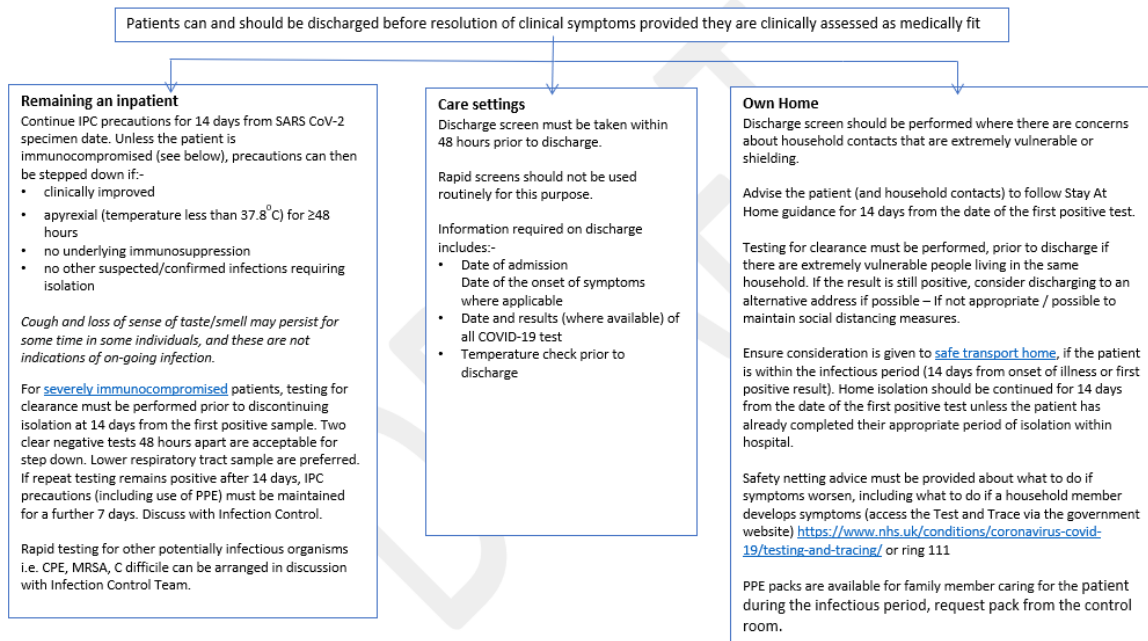 Patients can and should be discharged before resolution of clinical symptoms provided they are clinically assessed as medically fit
Remaining an inpatient
Continue IPC precautions for 14 days from SARS CoV-2
specimen date. Unless the patient is
immunocompromised (see below), precautions can then
be stepped down if:-
• clinically improved
• apyrexial (temperature less than 37.8°C) for ≥48
hours
• no underlying immunosuppression
• no other suspected/confirmed infections requiring
isolation
Cough and loss of sense of taste/smell may persist for
some time in some individuals, and these are not
indications of on-going infection.
For severely immunocompromised patients, testing for
clearance must be performed prior to discontinuing
isolation at 14 days from the first positive sample. Two
clear negative tests 48 hours apart are acceptable for
step down. Lower respiratory tract sample are preferred.
If repeat testing remains positive after 14 days, IPC
precautions (including use of PPE) must be maintained
for a further 7 days. Discuss with Infection Control.
Rapid testing for other potentially infectious organisms
i.e. CPE, MRSA, C difficile can be arranged in discussion
with Infection Control Team.
Care settings
Discharge screen must be taken within
48 hours prior to discharge.
Rapid screens should not be used
routinely for this purpose.
Information required on discharge
includes:-
• Date of admission
Date of the onset of symptoms
where applicable
• Date and results (where available) of
all COVID-19 test
• Temperature check prior to
discharge
Own Home
Discharge screen should be performed where there are concerns
about household contacts that are extremely vulnerable or
shielding.
Advise the patient (and household contacts) to follow Stay At
Home guidance for 14 days from the date of the first positive test.
Testing for clearance must be performed, prior to discharge if
there are extremely vulnerable people living in the same
household. If the result is still positive, consider discharging to an
alternative address if possible – If not appropriate / possible to
maintain social distancing measures.
Ensure consideration is given to safe transport home, if the patient
is within the infectious period (14 days from onset of illness or first
positive result). Home isolation should be continued for 14 days
from the date of the first positive test unless the patient has
already completed their appropriate period of isolation within
hospital.
Safety netting advice must be provided about what to do if
symptoms worsen, including what to do if a household member
develops symptoms (access the Test and Trace via the government
website) https://www.nhs.uk/conditions/coronavirus-covid-
19/testing-and-tracing/ or ring 111
PPE packs are available for family member caring for the patient
during the infectious period, request pack from the control
room.
DRAFT